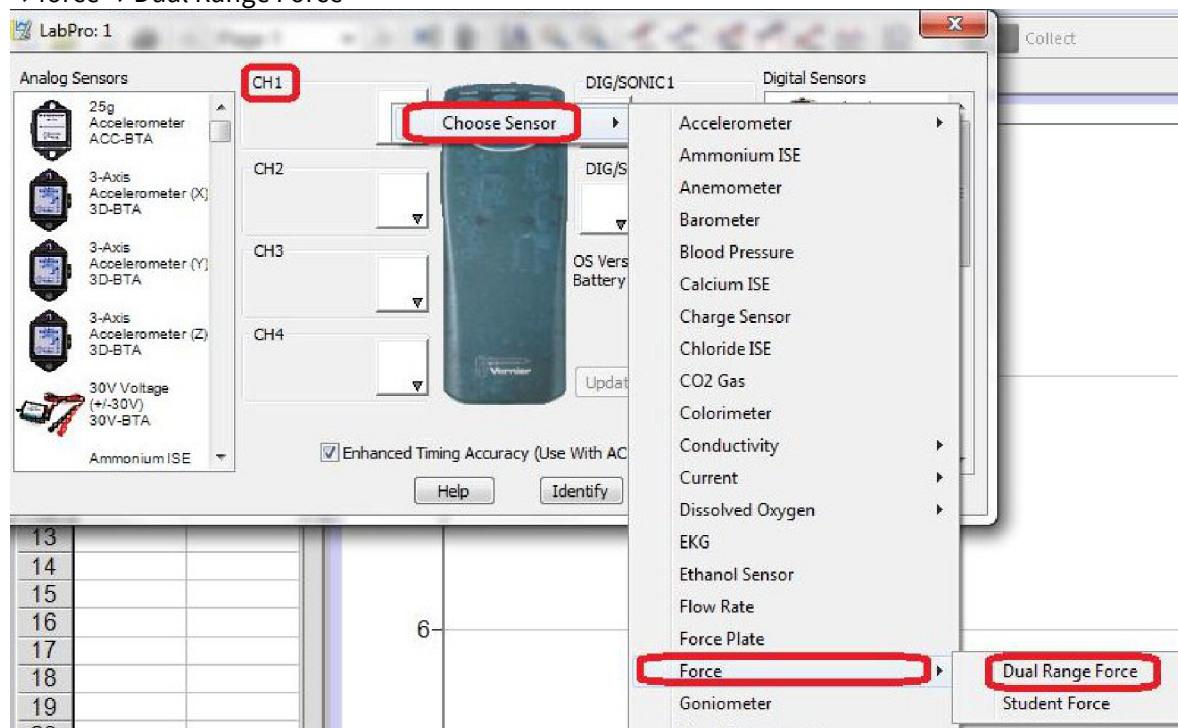 → force → Dual Range Force
LabPro: 1
Collect
Analog Sensors
25g
Accelerometer
ACC-BTA
3-Axis
Accelerometer (X)
3D-BTA
3-Axis
Accelerometer (Y)
3D-BTA
3-Axis
Accelerometer (Z)
3D-BTA
30V Voltage
(+/-30V)
30V-BTA
Ammonium ISE
CH1
CH2
CH3
CH4
Vernier
DIG/SONIC1
DIG/S
OS Vers
Battery
Updat
Digital Sensors
Enhanced Timing Accuracy (Use With AC
Help
Identify
Choose Sensor
Accelerometer
Ammonium ISE
Anemometer
Barometer
Blood Pressure
Calcium ISE
Charge Sensor
Chloride ISE
CO2 Gas
Colorimeter
Conductivity
Current
Dissolved Oxygen
EKG
Ethanol Sensor
Flow Rate
Force Plate
Force
Goniometer
Dual Range Force
Student Force
13
14
15
16
17
18
19
6